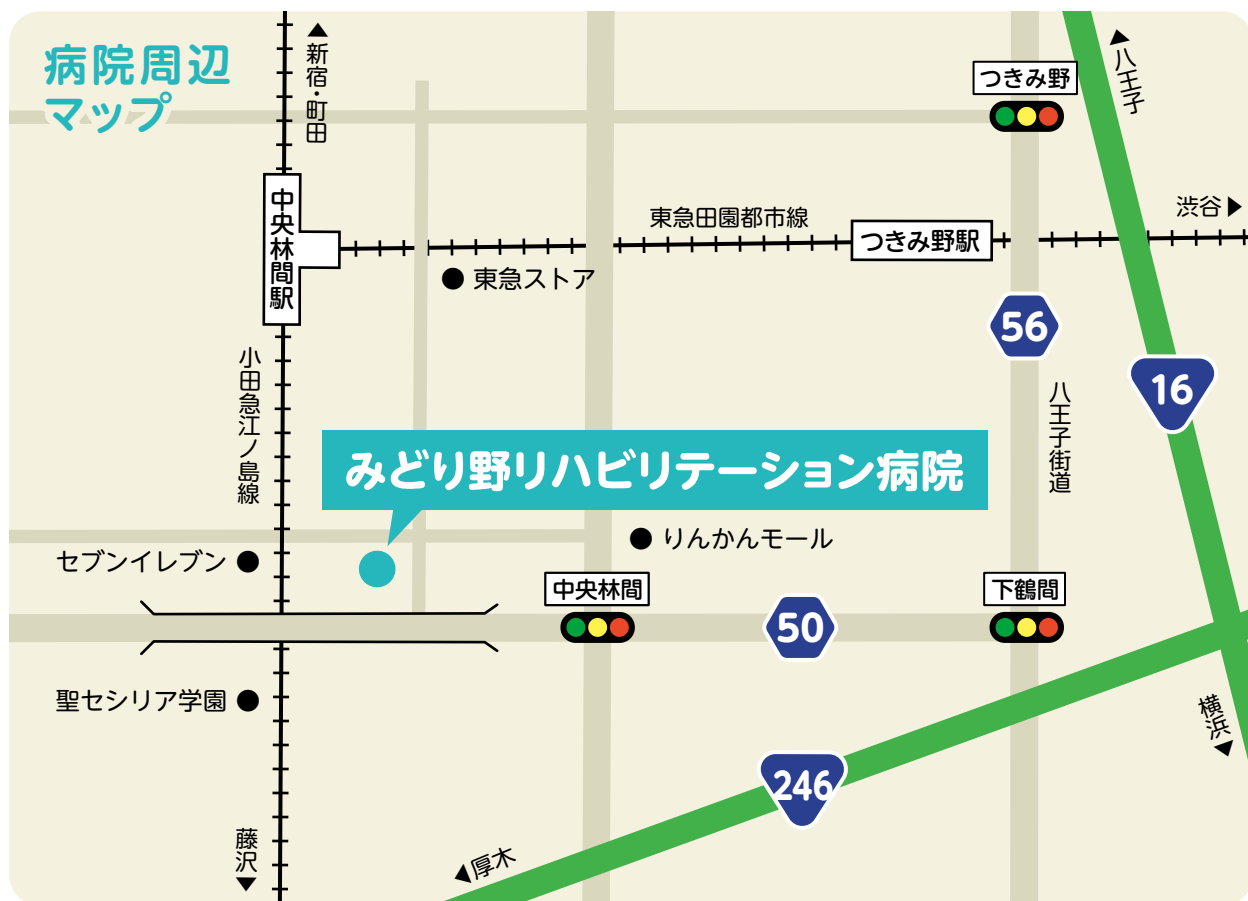 病院周辺
マップ
▲新宿・町田
▲八王子
つきみ野
中央林間駅
渋谷▶
東急田園都市線
つきみ野駅
東急ストア
56
小田急江ノ島線
16
八王子街道
みどり野リハビリテーション病院
りんかんモール
セブンイレブン
中央林間
下鶴間
50
聖セシリア学園
横浜▼
246
藤沢▼
◀厚木